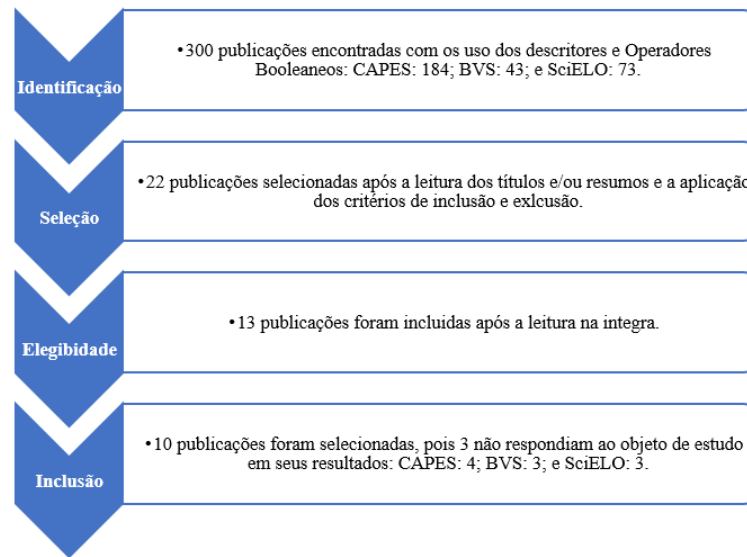 •300 publicações encontradas com os uso dos descritores e Operadores
Booleaneos: CAPES: 184; BVS: 43; e SciELO: 73.
Identificação
•22 publicações selecionadas após a leitura dos títulos e/ou resumos e a aplicação
dos critérios de inclusão e exlcusão.
Seleção
•13 publicações foram incluidas após a leitura na integra.
Elegibidade
•10 publicações foram selecionadas, pois 3 não respondiam ao objeto de estudo
em seus resultados: CAPES: 4; BVS: 3; e SciELO: 3.
Inclusão